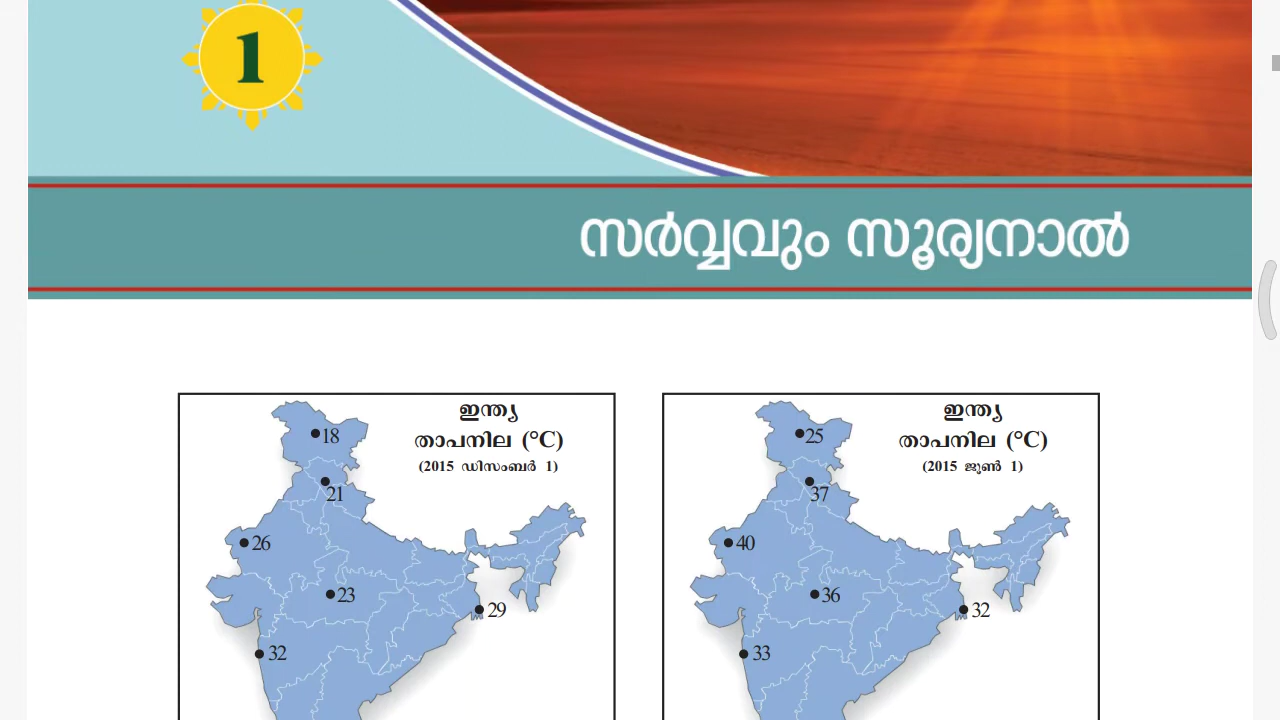 1
സർവ്വവും സൂര്യനാൽ
ഇന്ത്യ
താപനില (°C)
(2015 ഡിസംബർ 1)
18
21
26
23
29
32
ഇന്ത്യ
താപനില (°C)
(2015 ജൂൺ 1)
25
37
40
36
32
33